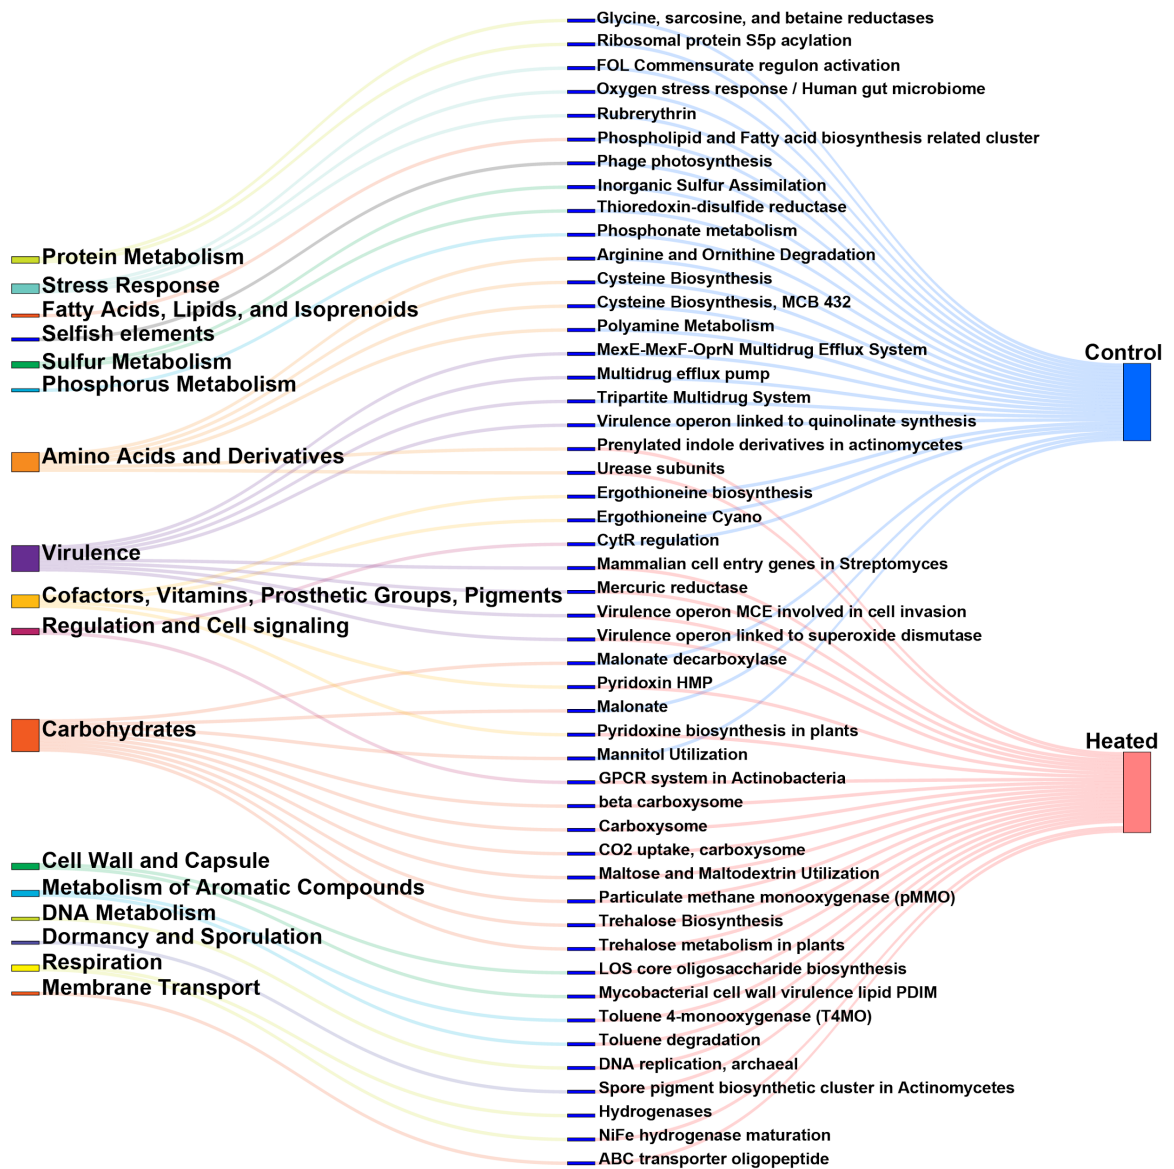 Protein Metabolism
Stress Response
Fatty Acids, Lipids, and Isoprenoids
Selfish elements
Sulfur Metabolism
Phosphorus Metabolism
Amino Acids and Derivatives
Virulence
Cofactors, Vitamins, Prosthetic Groups, Pigments
Regulation and Cell signaling
Carbohydrates
Cell Wall and Capsule
Metabolism of Aromatic Compounds
DNA Metabolism
Dormancy and Sporulation
Respiration
Membrane Transport
Glycine, sarcosine, and betaine reductases
Ribosomal protein S5p acylation
FOL Commensurate regulon activation
Oxygen stress response / Human gut microbiome
Rubrerythrin
Phospholipid and Fatty acid biosynthesis related cluster
Phage photosynthesis
Inorganic Sulfur Assimilation
Thioredoxin-disulfide reductase
Phosphonate metabolism
Arginine and Ornithine Degradation
Cysteine Biosynthesis
Cysteine Biosynthesis, MCB 432
Polyamine Metabolism
MexE-MexF-OprN Multidrug Efflux System
Multidrug efflux pump
Tripartite Multidrug System
Virulence operon linked to quinolinate synthesis
Prenylated indole derivatives in actinomycetes
Urease subunits
Ergothioneine biosynthesis
Ergothioneine Cyano
CytR regulation
Mammalian cell entry genes in Streptomyces
Mercuric reductase
Virulence operon MCE involved in cell invasion
Virulence operon linked to superoxide dismutase
Malonate decarboxylase
Pyridoxin HMP
Malonate
Pyridoxine biosynthesis in plants
Mannitol Utilization
GPCR system in Actinobacteria
beta carboxysome
Carboxysome
CO2 uptake, carboxysome
Maltose and Maltodextrin Utilization
Particulate methane monooxygenase (pMMO)
Trehalose Biosynthesis
Trehalose metabolism in plants
LOS core oligosaccharide biosynthesis
Mycobacterial cell wall virulence lipid PDIM
Toluene 4-monooxygenase (T4MO)
Toluene degradation
DNA replication, archaeal
Spore pigment biosynthetic cluster in Actinomycetes
Hydrogenases
NiFe hydrogenase maturation
ABC transporter oligopeptide
Control
Heated